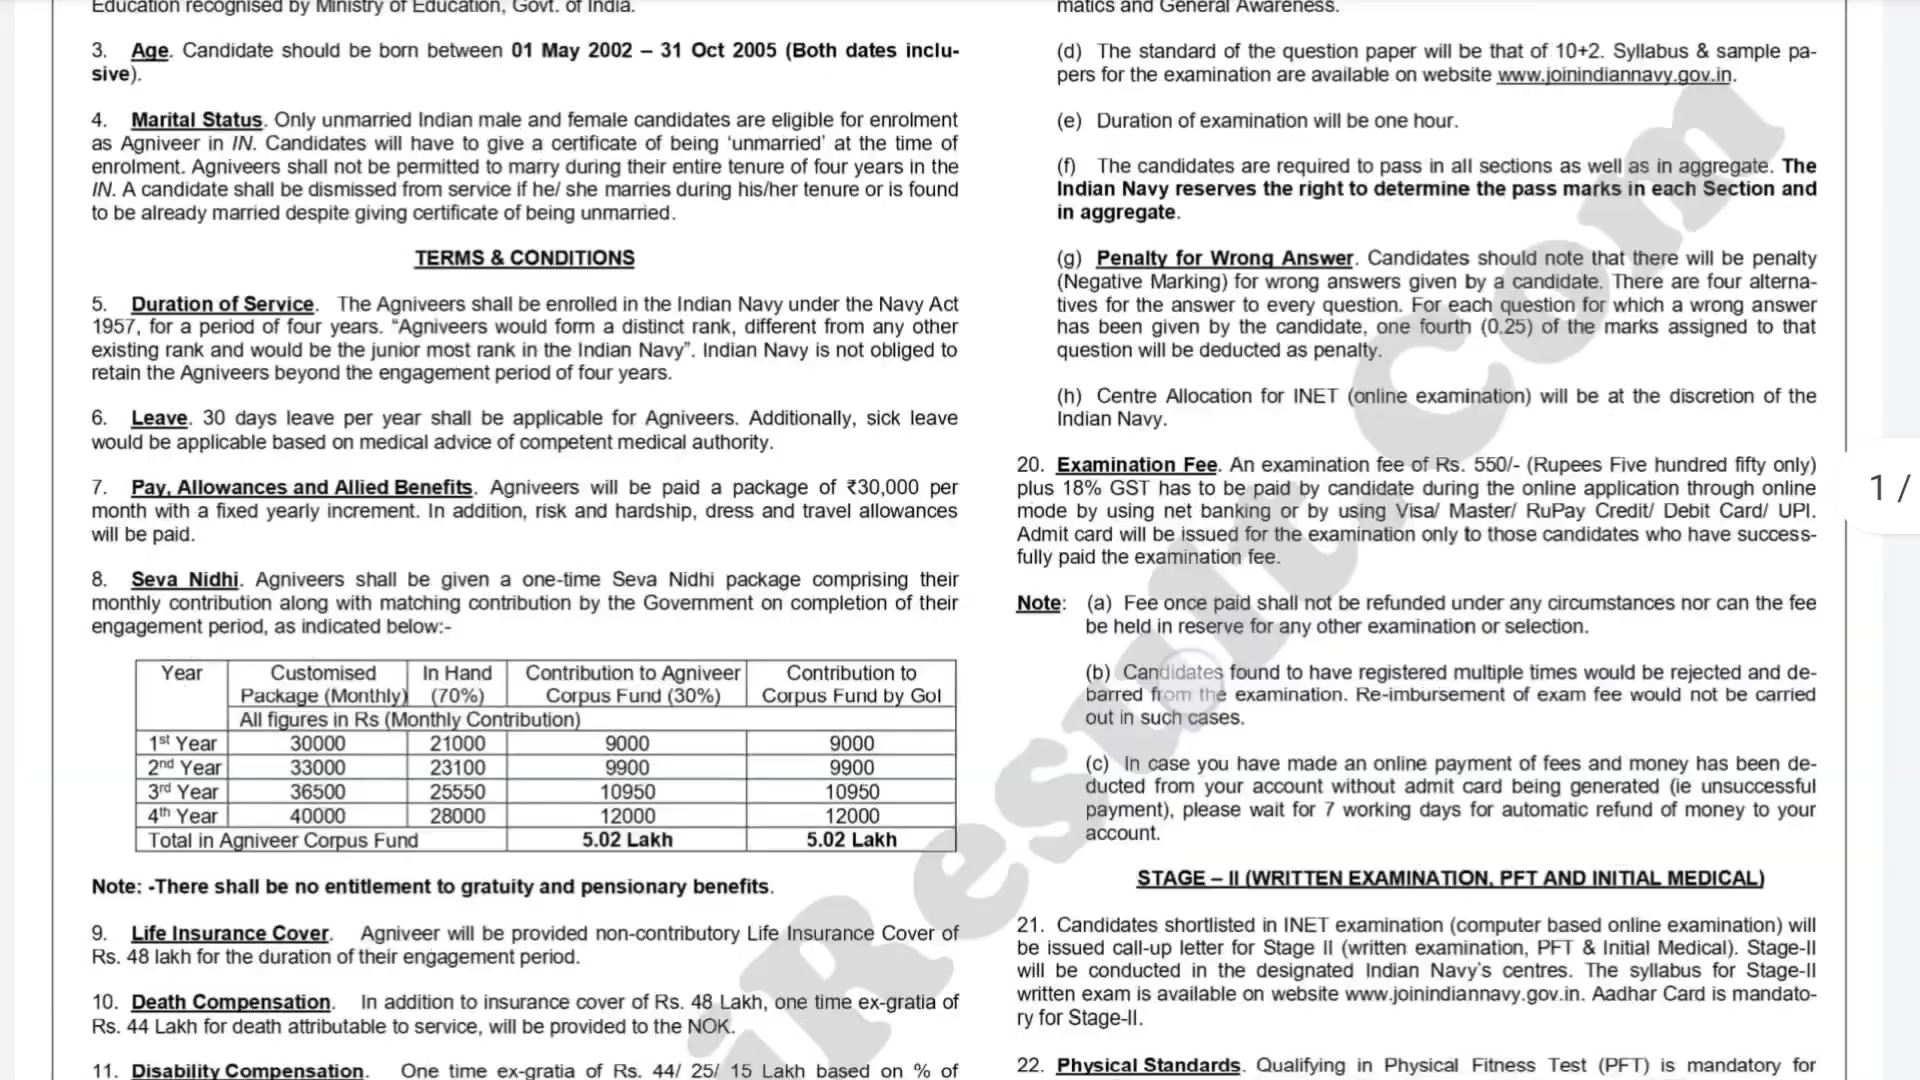 Education recognised by Ministry of Education, Govt. of India.
3. Age. Candidate should be born between 01 May 2002 – 31 Oct 2005 (Both dates inclu-
sive).
4. Marital Status. Only unmarried Indian male and female candidates are eligible for enrolment
as Agniveer in IN. Candidates will have to give a certificate of being ‘unmarried’ at the time of
enrolment. Agniveers shall not be permitted to marry during their entire tenure of four years in the
IN. A candidate shall be dismissed from service if he/ she marries during his/her tenure or is found
to be already married despite giving certificate of being unmarried.
TERMS & CONDITIONS
5. Duration of Service. The Agniveers shall be enrolled in the Indian Navy under the Navy Act
1957, for a period of four years. “Agniveers would form a distinct rank, different from any other
existing rank and would be the junior most rank in the Indian Navy”. Indian Navy is not obliged to
retain the Agniveers beyond the engagement period of four years.
6. Leave. 30 days leave per year shall be applicable for Agniveers. Additionally, sick leave
would be applicable based on medical advice of competent medical authority.
7. Pay, Allowances and Allied Benefits. Agniveers will be paid a package of ₹30,000 per
month with a fixed yearly increment. In addition, risk and hardship, dress and travel allowances
will be paid.
8. Seva Nidhi. Agniveers shall be given a one-time Seva Nidhi package comprising their
monthly contribution along with matching contribution by the Government on completion of their
engagement period, as indicated below:-
Year Customised In Hand Contribution to Agniveer Contribution to
Package (Monthly) (70%) Corpus Fund (30%) Corpus Fund by GoI
All figures in Rs (Monthly Contribution)
1st Year 30000 21000 9000 9000
2nd Year 33000 23100 9900 9900
3rd Year 36500 25550 10950 10950
4th Year 40000 28000 12000 12000
Total in Agniveer Corpus Fund 5.02 Lakh 5.02 Lakh
Note: -There shall be no entitlement to gratuity and pensionary benefits.
9. Life Insurance Cover. Agniveer will be provided non-contributory Life Insurance Cover of
Rs. 48 lakh for the duration of their engagement period.
10. Death Compensation. In addition to insurance cover of Rs. 48 Lakh, one time ex-gratia of
Rs. 44 Lakh for death attributable to service, will be provided to the NOK.
11. Disability Compensation. One time ex-gratia of Rs. 44/ 25/ 15 Lakh based on % of
matics and General Awareness.
(d) The standard of the question paper will be that of 10+2. Syllabus & sample pa-
pers for the examination are available on website www.joinindiannavy.gov.in.
(e) Duration of examination will be one hour.
(f) The candidates are required to pass in all sections as well as in aggregate. The
Indian Navy reserves the right to determine the pass marks in each Section and
in aggregate.
(g) Penalty for Wrong Answer. Candidates should note that there will be penalty
(Negative Marking) for wrong answers given by a candidate. There are four alterna-
tives for the answer to every question. For each question for which a wrong answer
has been given by the candidate, one fourth (0.25) of the marks assigned to that
question will be deducted as penalty.
(h) Centre Allocation for INET (online examination) will be at the discretion of the
Indian Navy.
20. Examination Fee. An examination fee of Rs. 550/- (Rupees Five hundred fifty only)
plus 18% GST has to be paid by candidate during the online application through online
mode by using net banking or by using Visa/ Master/ RuPay Credit/ Debit Card/ UPI.
Admit card will be issued for the examination only to those candidates who have success-
fully paid the examination fee.
Note: (a) Fee once paid shall not be refunded under any circumstances nor can the fee
be held in reserve for any other examination or selection.
(b) Candidates found to have registered multiple times would be rejected and de-
barred from the examination. Re-imbursement of exam fee would not be carried
out in such cases.
(c) In case you have made an online payment of fees and money has been de-
ducted from your account without admit card being generated (ie unsuccessful
payment), please wait for 7 working days for automatic refund of money to your
account.
STAGE – II (WRITTEN EXAMINATION, PFT AND INITIAL MEDICAL)
21. Candidates shortlisted in INET examination (computer based online examination) will
be issued call-up letter for Stage II (written examination, PFT & Initial Medical). Stage-II
will be conducted in the designated Indian Navy’s centres. The syllabus for Stage-II
written exam is available on website www.joinindiannavy.gov.in. Aadhar Card is mandato-
ry for Stage-II.
22. Physical Standards. Qualifying in Physical Fitness Test (PFT) is mandatory for
iResult.Com
1 /